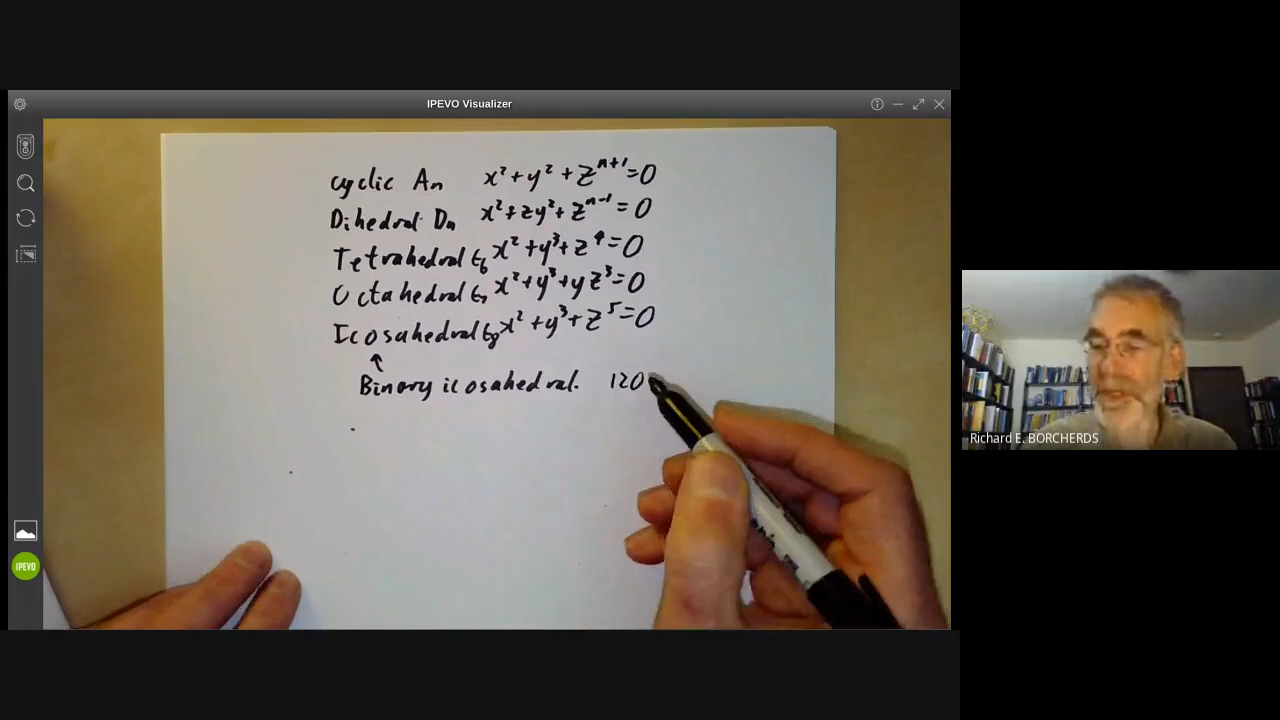 IPEVO Visualizer
cyclic An x²+y²+z^{n+1}=0
Dihedral Dn x²+zy²+z^{n-1}=0
Tetrahedral E₆ x²+y³+z⁴=0
Octahedral E₇ x²+y³+yz³=0
Icosahedral E₈ x²+y³+z⁵=0
↑
Binary icosahedral. 120
Richard E. BORCHERDS
IPEVO